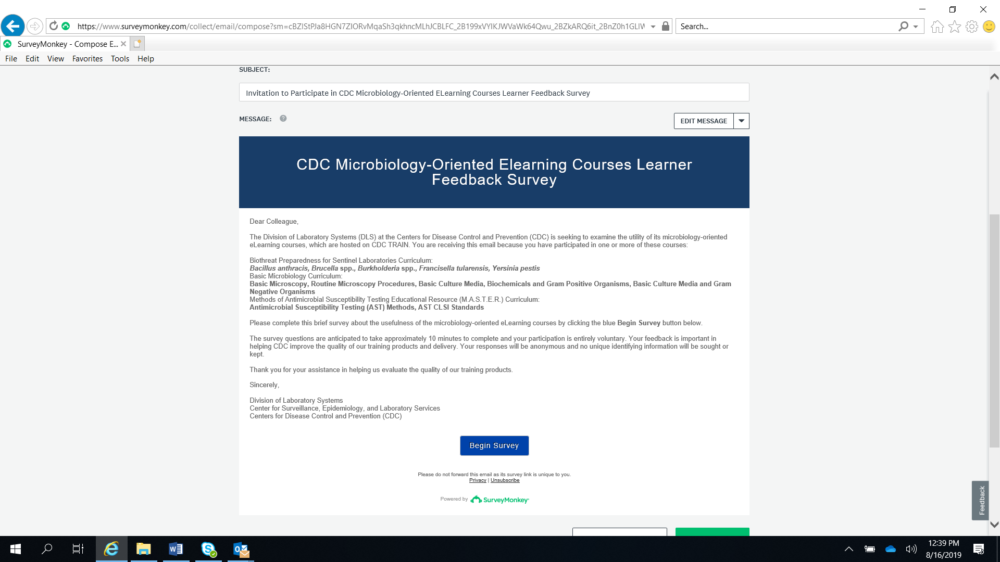 https://www.surveymonkey.com/collect/email/compose?sm=
Search...
SurveyMonkey - Compose E...
File Edit View Favorites Tools Help
SUBJECT:
Invitation to Participate in CDC Microbiology-Oriented ELearning Courses Learner Feedback Survey
MESSAGE: ?
EDIT MESSAGE
CDC Microbiology-Oriented Elearning Courses Learner
Feedback Survey
Dear Colleague,
The Division of Laboratory Systems (DLS) at the Centers for Disease Control and Prevention (CDC) is seeking to examine the utility of its microbiology-oriented
eLearning courses, which are hosted on CDC TRAIN. You are receiving this email because you have participated in one or more of these courses:
Biothreat Preparedness for Sentinel Laboratories Curriculum:
Bacillus anthracis, Brucella spp., Burkholderia spp., Francisella tularensis, Yersinia pestis
Basic Microbiology Curriculum:
Basic Microscopy, Routine Microscopy Procedures, Basic Culture Media, Biochemicals and Gram Positive Organisms, Basic Culture Media and Gram
Negative Organisms
Methods of Antimicrobial Susceptibility Testing Educational Resource (M.A.S.T.E.R.) Curriculum:
Antimicrobial Susceptibility Testing (AST) Methods, AST CLSI Standards
Please complete this brief survey about the usefulness of the microbiology-oriented eLearning courses by clicking the blue Begin Survey button below.
The survey questions are anticipated to take approximately 10 minutes to complete and your participation is entirely voluntary. Your feedback is important in
helping CDC improve the quality of our training products and delivery. Your responses will be anonymous and no unique identifying information will be sought or
kept.
Thank you for your assistance in helping us evaluate the quality of our training products.
Sincerely,
Division of Laboratory Systems
Center for Surveillance, Epidemiology, and Laboratory Services
Centers for Disease Control and Prevention (CDC)
Begin Survey
Please do not forward this email as its survey link is unique to you.
Privacy | Unsubscribe
Powered by SurveyMonkey
Feedback
12:39 PM
8/16/2019